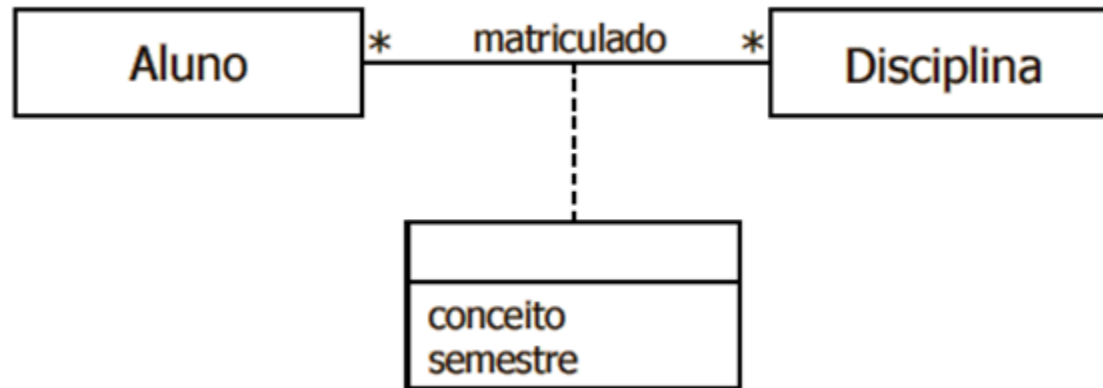 Aluno
* matriculado *
Disciplina
conceito
semestre